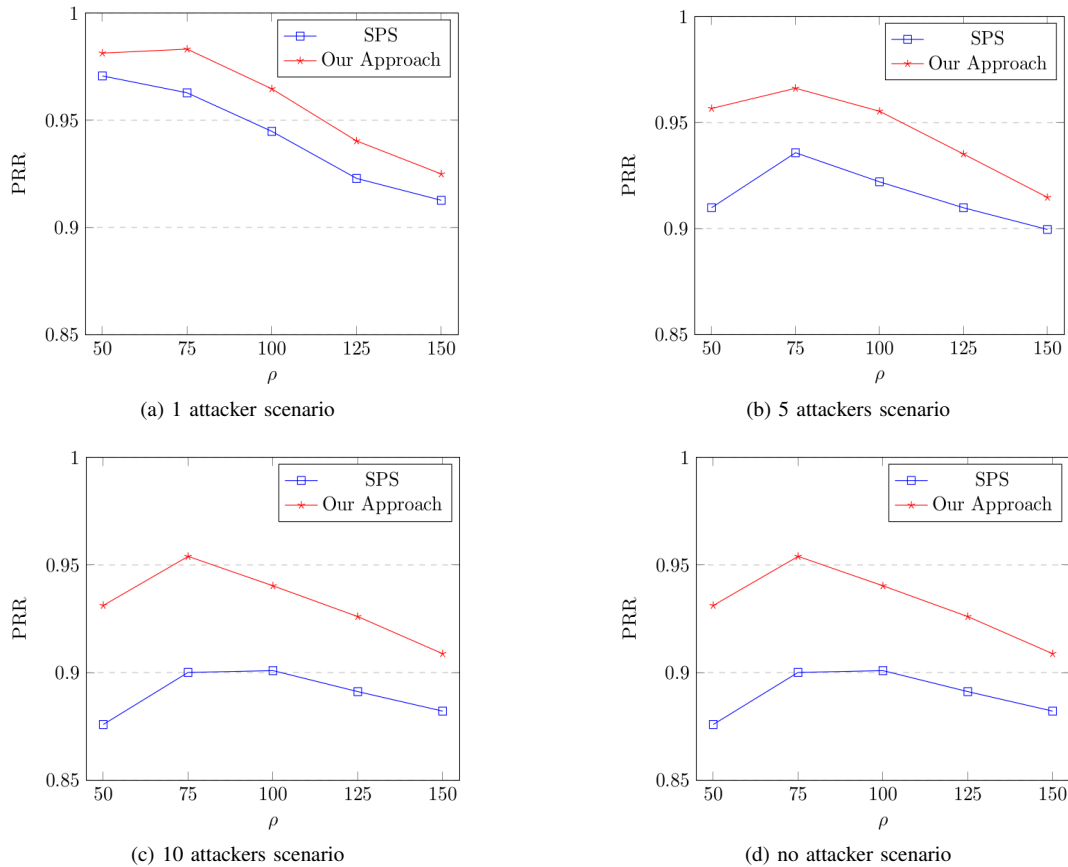 1
SPS
Our Approach
0.95
PRR
0.9
0.85
50 75 100 125 150
ρ
(a) 1 attacker scenario
1
SPS
Our Approach
0.95
PRR
0.9
0.85
50 75 100 125 150
ρ
(b) 5 attackers scenario
1
SPS
Our Approach
0.95
PRR
0.9
0.85
50 75 100 125 150
ρ
(c) 10 attackers scenario
1
SPS
Our Approach
0.95
PRR
0.9
0.85
50 75 100 125 150
ρ
(d) no attacker scenario